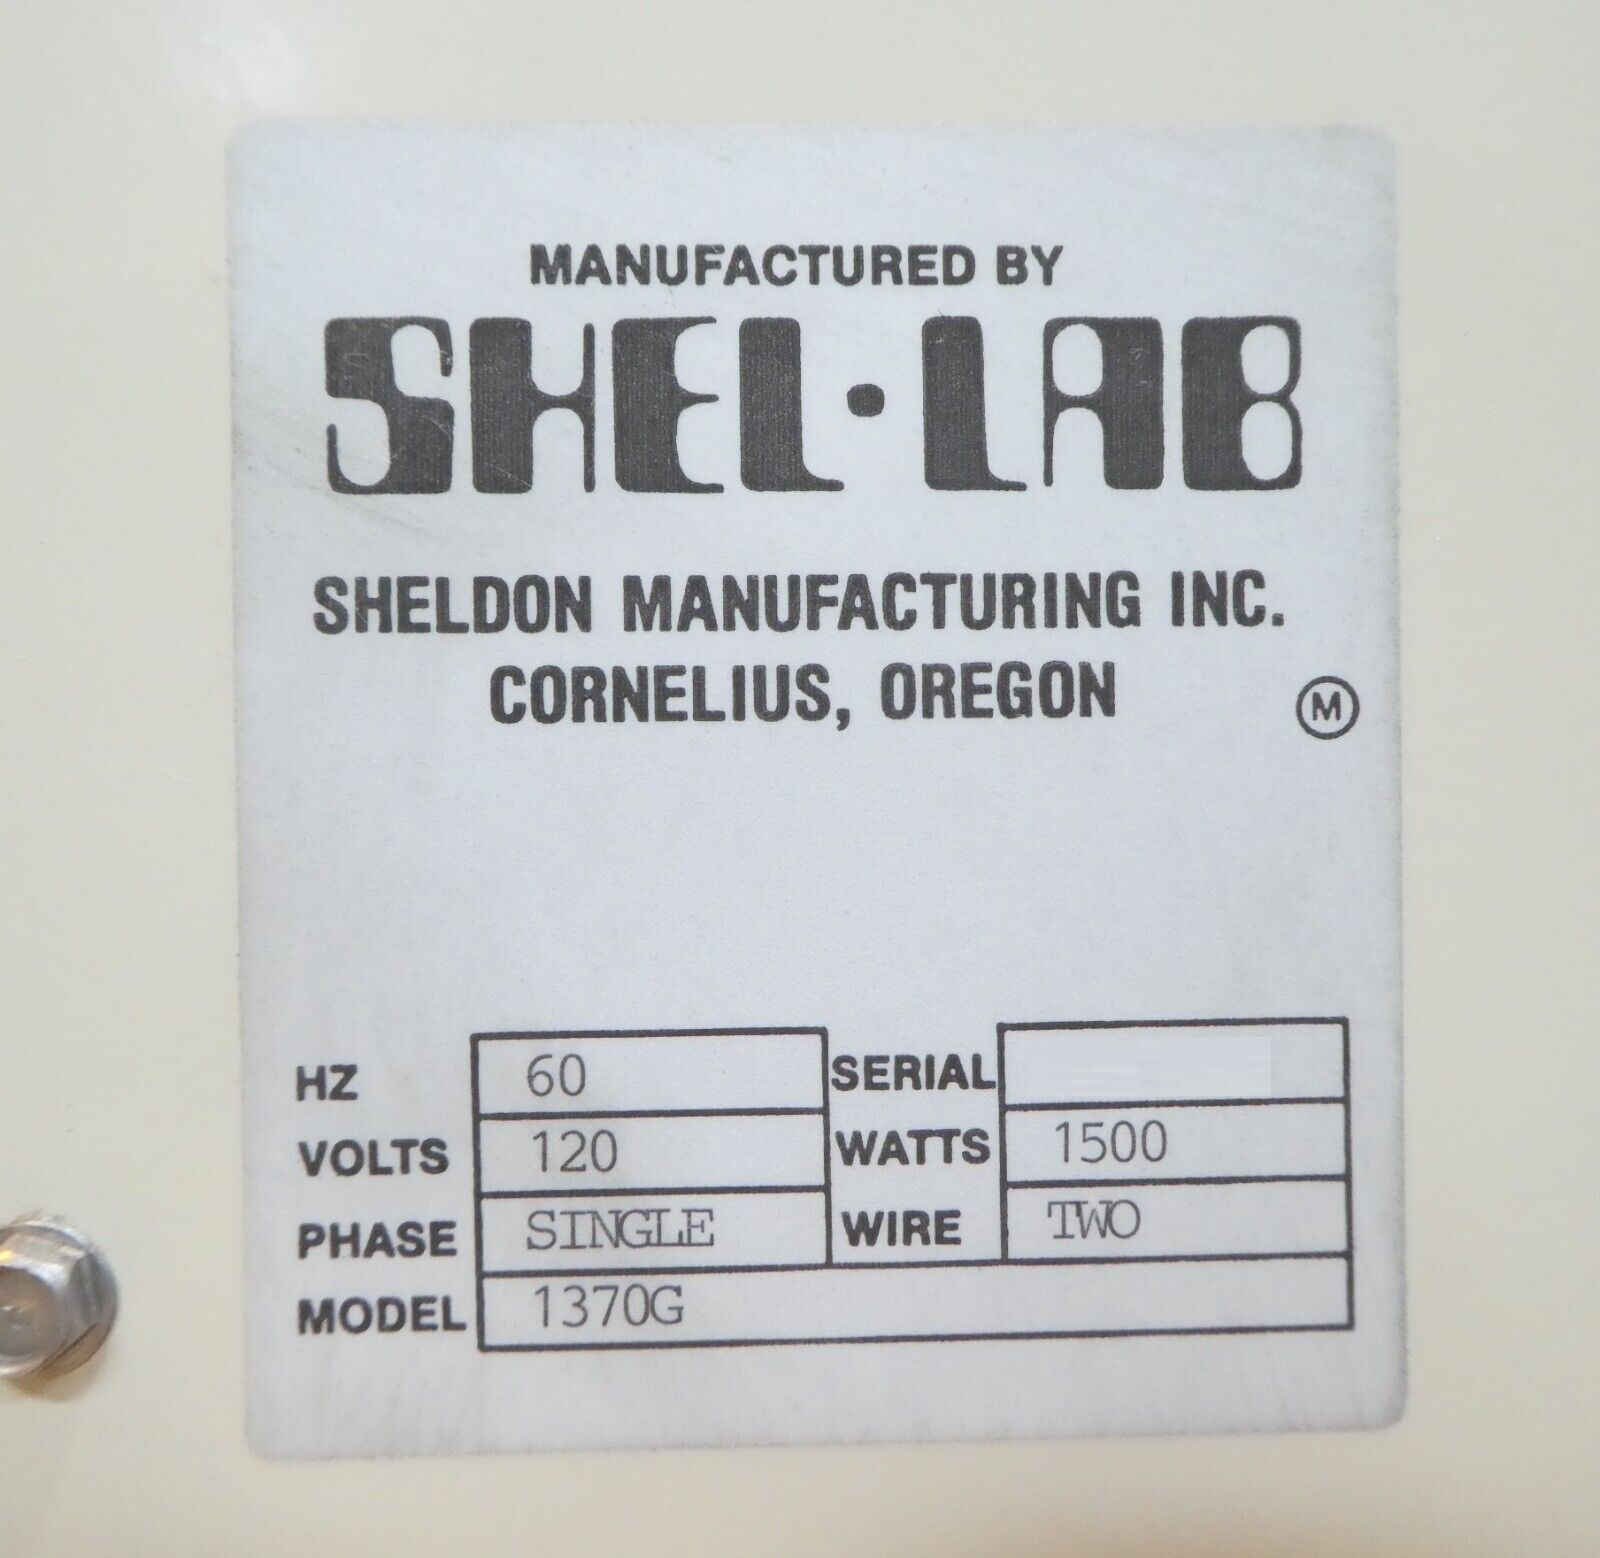 MANUFACTURED BY
SHEL·LAB
SHELDON MANUFACTURING INC.
CORNELIUS, OREGON
M
HZ 60 SERIAL
VOLTS 120 WATTS 1500
PHASE SINGLE WIRE TWO
MODEL 1370G